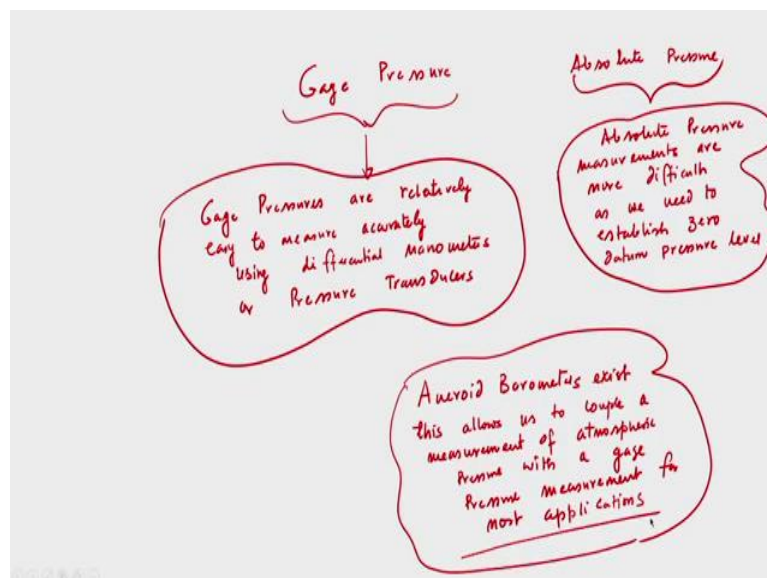 Gage Pressure
Gage Pressures are relatively
easy to measure accurately
using differential manometers
or Pressure Transducers
Absolute Pressure
Absolute Pressure
measurements are
more difficult
as we need to
establish zero
datum pressure level
Aneroid Barometers exist
this allows us to couple a
measurement of atmospheric
Pressure with a gage
Pressure measurement for
most applications